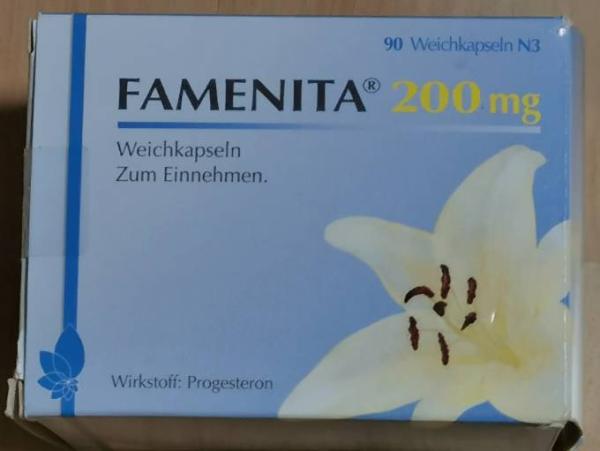 90 Weichkapseln N3
FAMENITA® 200 mg
Weichkapseln
Zum Einnehmen.
Wirkstoff: Progesteron